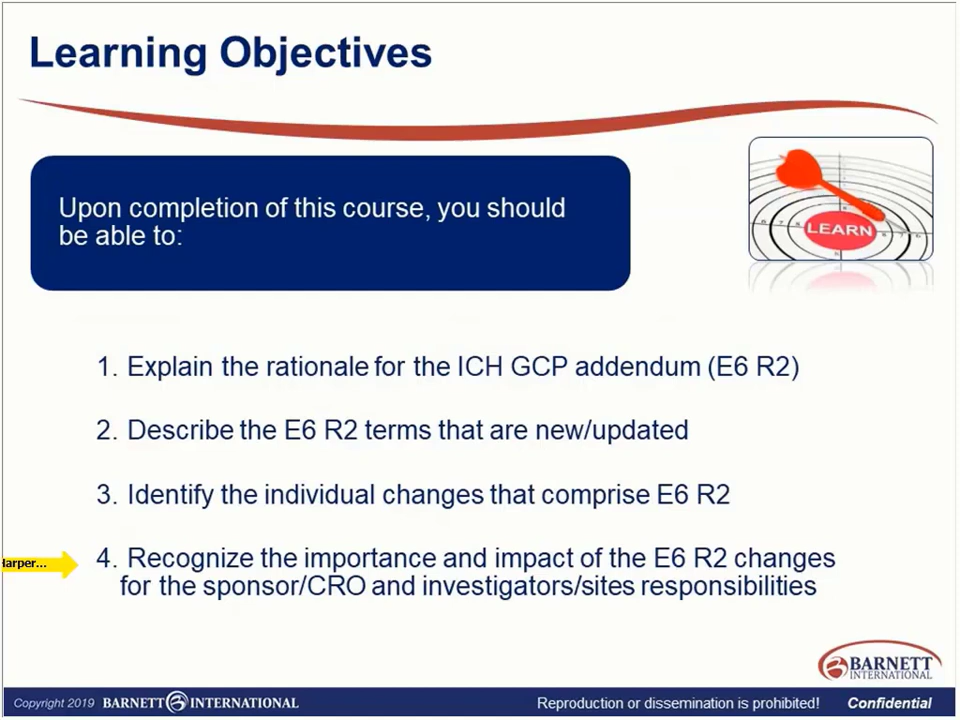 Learning Objectives
Upon completion of this course, you should
be able to:
LEARN
1. Explain the rationale for the ICH GCP addendum (E6 R2)
2. Describe the E6 R2 terms that are new/updated
3. Identify the individual changes that comprise E6 R2
Harper...
4. Recognize the importance and impact of the E6 R2 changes
for the sponsor/CRO and investigators/sites responsibilities
BARNETT
INTERNATIONAL
Copyright 2019 BARNETT INTERNATIONAL
Reproduction or dissemination is prohibited! Confidential